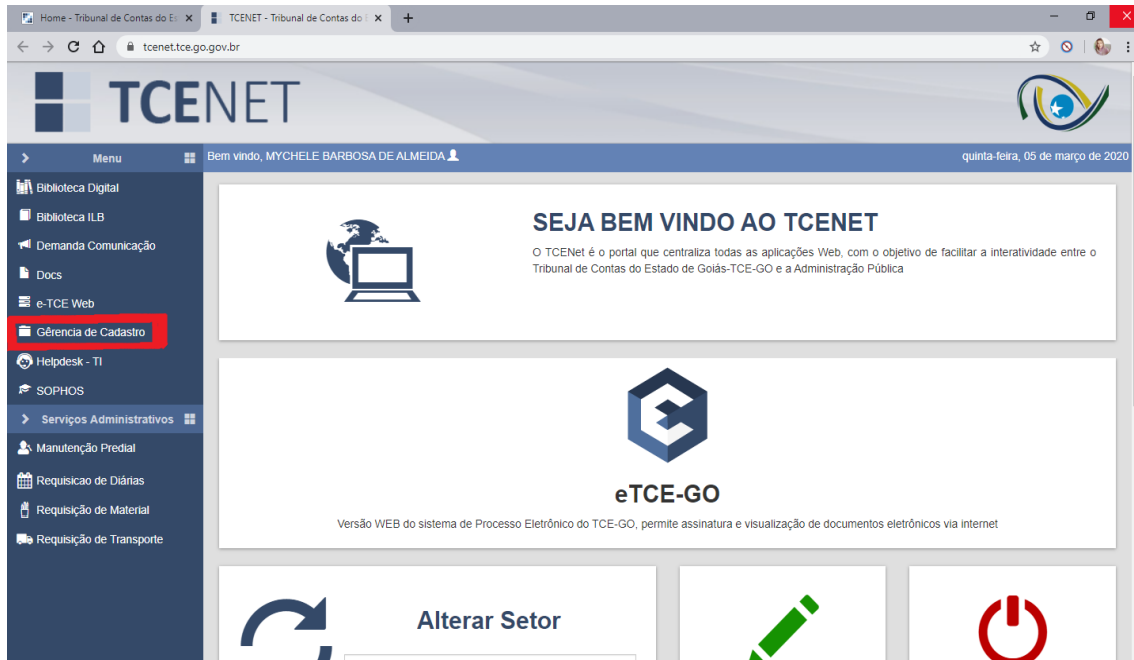 Home - Tribunal de Contas do Es
TCENET - Tribunal de Contas do E
tcenet.tce.go.gov.br
TCENET
Menu
Bem vindo, MYCHELE BARBOSA DE ALMEIDA
quinta-feira, 05 de março de 2020
Biblioteca Digital
Biblioteca ILB
Demanda Comunicação
Docs
e-TCE Web
Gêrencia de Cadastro
Helpdesk - TI
SOPHOS
Serviços Administrativos
Manutenção Predial
Requisicao de Diárias
Requisição de Material
Requisição de Transporte
SEJA BEM VINDO AO TCENET
O TCENet é o portal que centraliza todas as aplicações Web, com o objetivo de facilitar a interatividade entre o
Tribunal de Contas do Estado de Goiás-TCE-GO e a Administração Pública
eTCE-GO
Versão WEB do sistema de Processo Eletrônico do TCE-GO, permite assinatura e visualização de documentos eletrônicos via internet
Alterar Setor